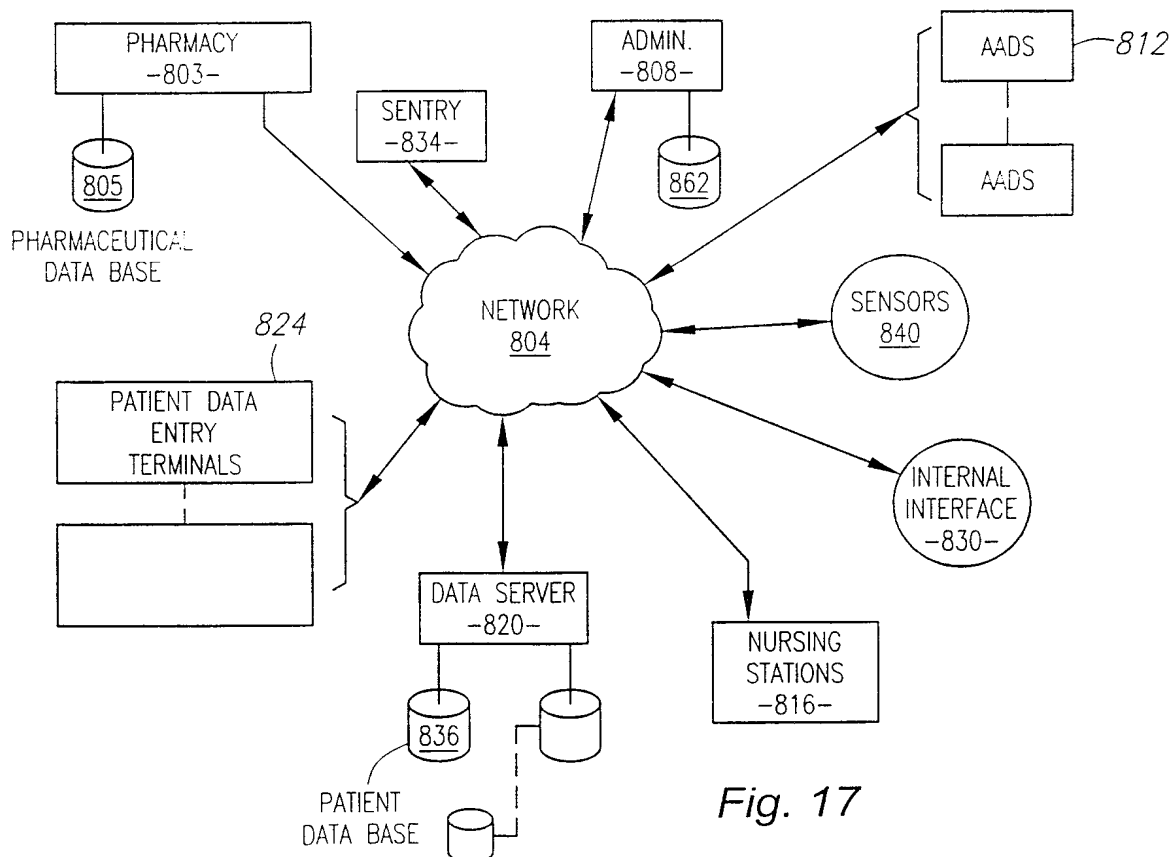 PHARMACY
-803-
805
PHARMACEUTICAL
DATA BASE
SENTRY
-834-
ADMIN.
-808-
862
AADS
812
AADS
NETWORK
804
SENSORS
840
824
PATIENT DATA
ENTRY
TERMINALS
INTERNAL
INTERFACE
-830-
DATA SERVER
-820-
836
PATIENT
DATA BASE
NURSING
STATIONS
-816-
Fig. 17